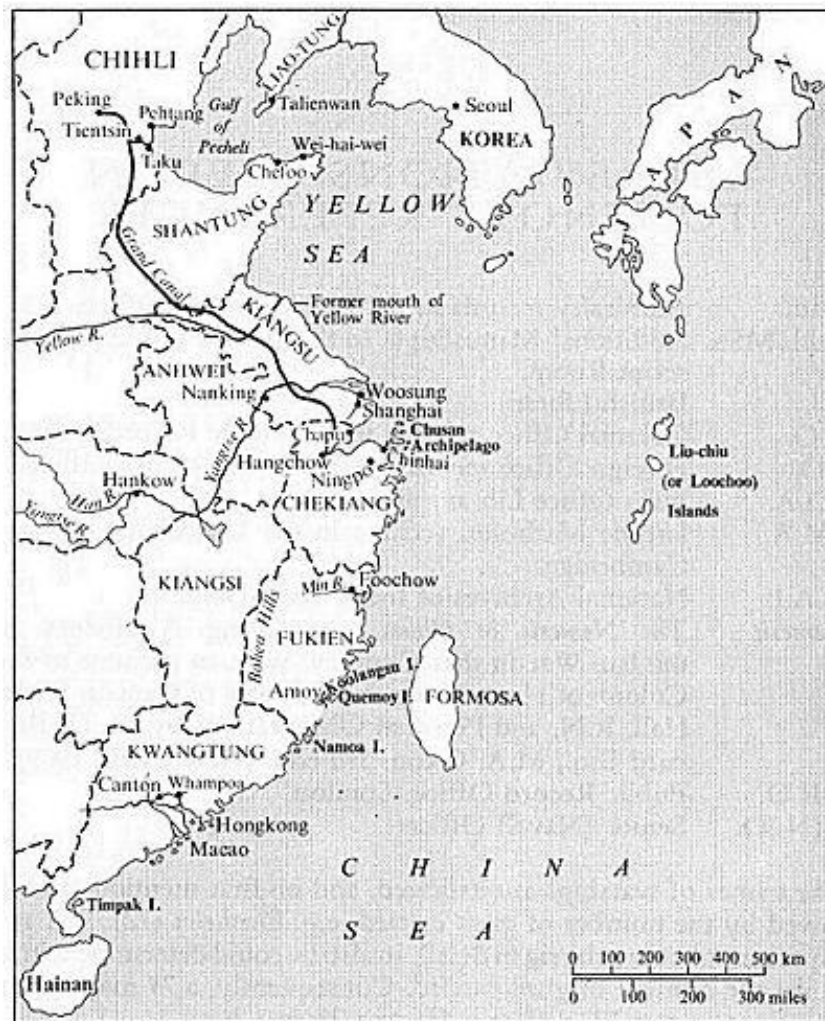 CHIHLI
LIAO-TUNG
Peking
Pehtang
Tientsin
Taku
Gulf
of
Pecheli
Talienwan
Seoul
KOREA
JAPAN
Wei-hai-wei
Chefoo
SHANTUNG
YELLOW
SEA
Grand Canal
KIANGSU
Former mouth of
Yellow River
Yellow R.
ANHWEI
Nanking
Woosung
Shanghai
Chapu
Chusan
Archipelago
Hangchow
Chinhai
Ningpo
Yangtse R.
Hankow
Han R.
Yangtse R.
CHEKIANG
Liu-chiu
(or Loochoo)
Islands
KIANGSI
Min R.
Foochow
Bohea Hills
FUKIEN
Koolangsu I.
Amoy
Quemoy I.
FORMOSA
KWANGTUNG
Namoa I.
Canton
Whampoa
Hongkong
Macao
CHINA
SEA
Timpak I.
Hainan
0 100 200 300 400 500 km
0 100 200 300 miles